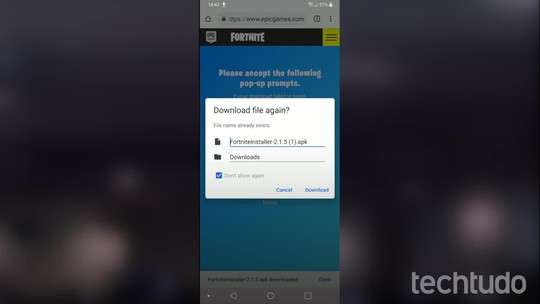 16:43
57%
ttps://www.epicgames.com
FORTNITE
Please accept the following
pop-up prompts.
Download file again?
File name already exists
FortniteInstaller-2.1.5 (1).apk
Downloads
Don't show again
Cancel Download
FortniteInstaller-2.1.5.apk downloaded Open
techtudo